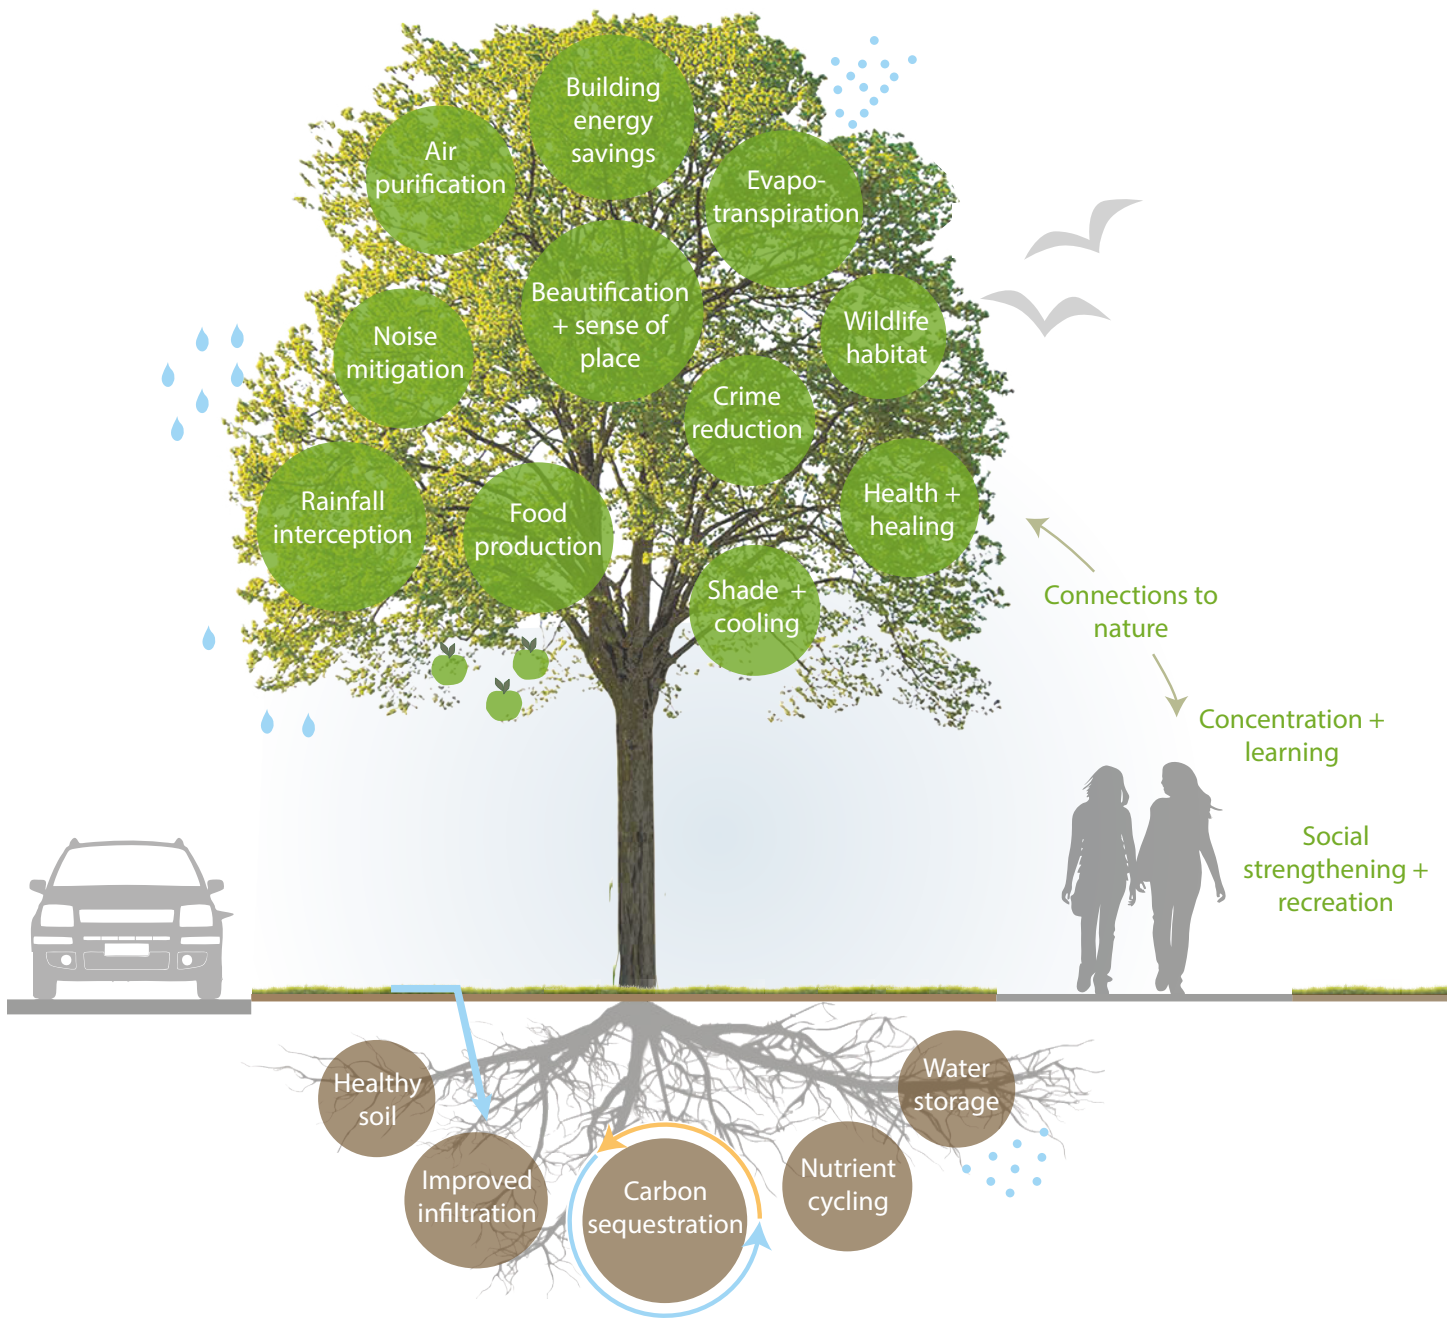 Building
energy
savings
Air
purification
Evapo-
transpiration
Beautification
+ sense of
place
Wildlife
habitat
Noise
mitigation
Crime
reduction
Health +
healing
Rainfall
interception
Food
production
Shade +
cooling
Connections to
nature
Concentration +
learning
Social
strengthening +
recreation
Healthy
soil
Water
storage
Improved
infiltration
Carbon
sequestration
Nutrient
cycling